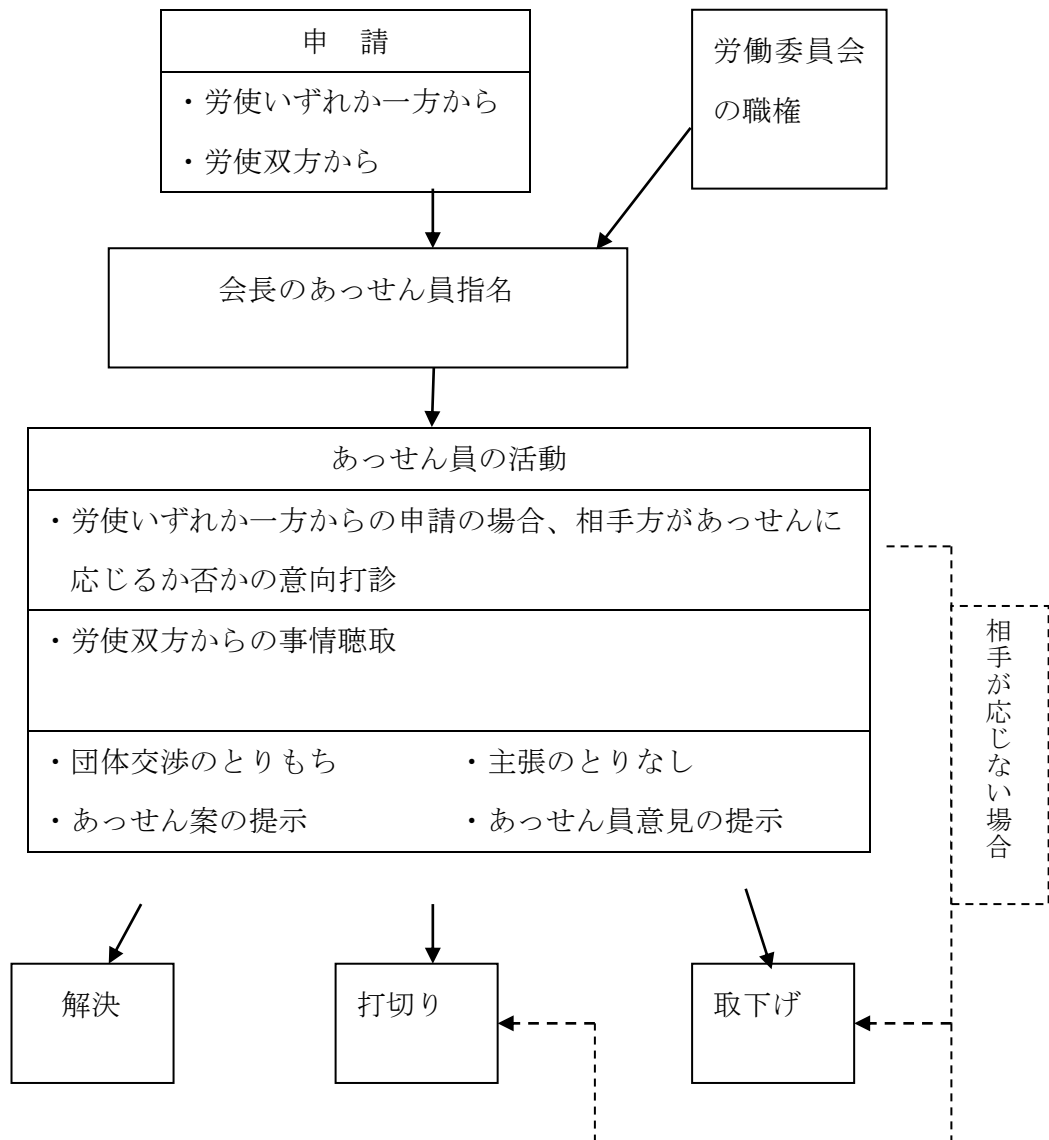 申　請
・労使いずれか一方から
・労使双方から
労働委員会
の職権
会長のあっせん員指名
あっせん員の活動
・労使いずれか一方からの申請の場合、相手方があっせんに
応じるか否かの意向打診
・労使双方からの事情聴取
・団体交渉のとりもち　　　　・主張のとりなし
・あっせん案の提示　　　　　・あっせん員意見の提示
相手が応じない場合
解決
打切り
取下げ